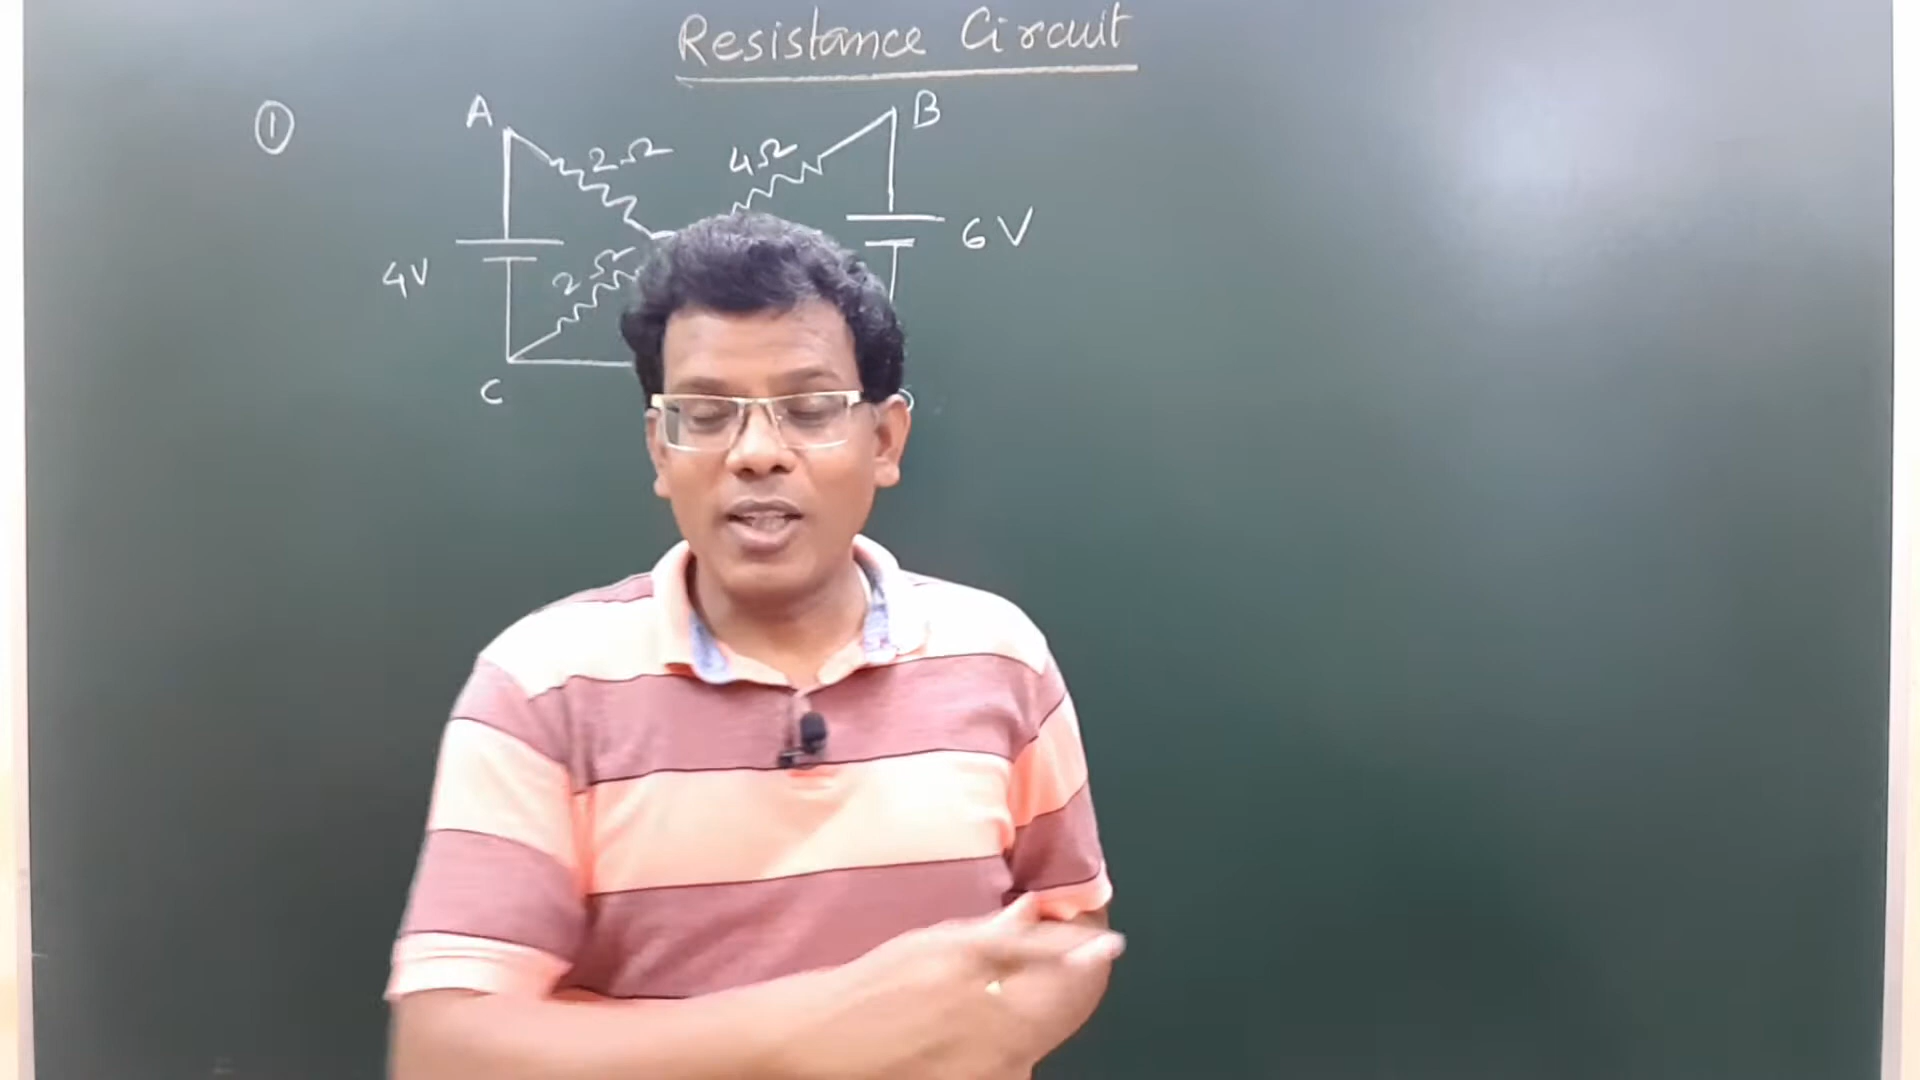 Resistance Circuit
①
A
B
2Ω
4Ω
6V
4V
2Ω
C